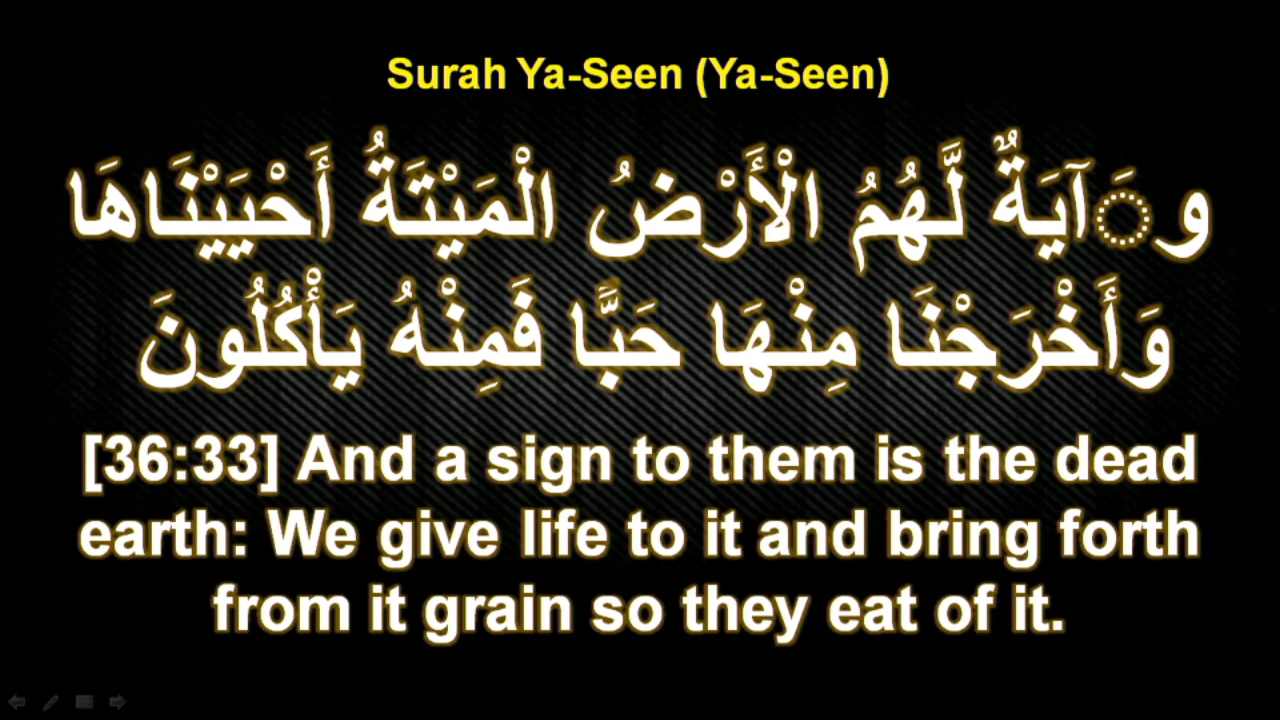 Surah Ya-Seen (Ya-Seen)
وَآيَةٌ لَّهُمُ الْأَرْضُ الْمَيْتَةُ أَحْيَيْنَاهَا
وَأَخْرَجْنَا مِنْهَا حَبًّا فَمِنْهُ يَأْكُلُونَ
[36:33] And a sign to them is the dead
earth: We give life to it and bring forth
from it grain so they eat of it.